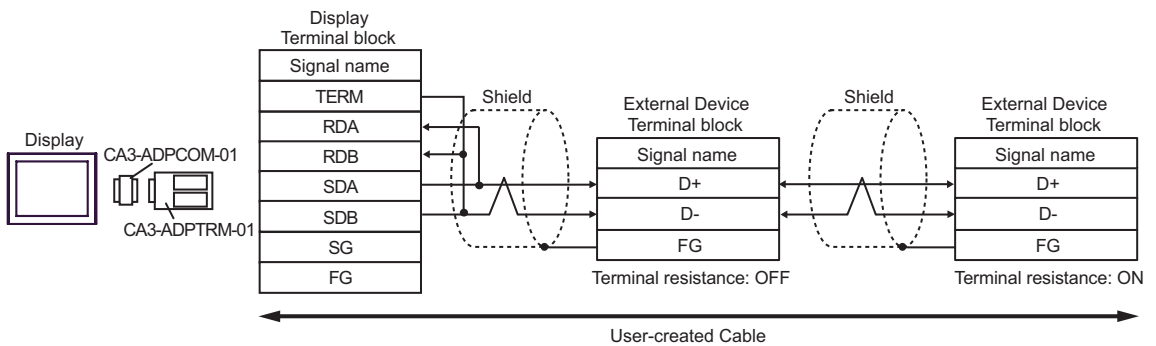 Display
CA3-ADPCOM-01
CA3-ADPTRM-01
Display
Terminal block
Signal name
TERM
RDA
RDB
SDA
SDB
SG
FG
Shield
External Device
Terminal block
Signal name
D+
D-
FG
Terminal resistance: OFF
Shield
External Device
Terminal block
Signal name
D+
D-
FG
Terminal resistance: ON
User-created Cable